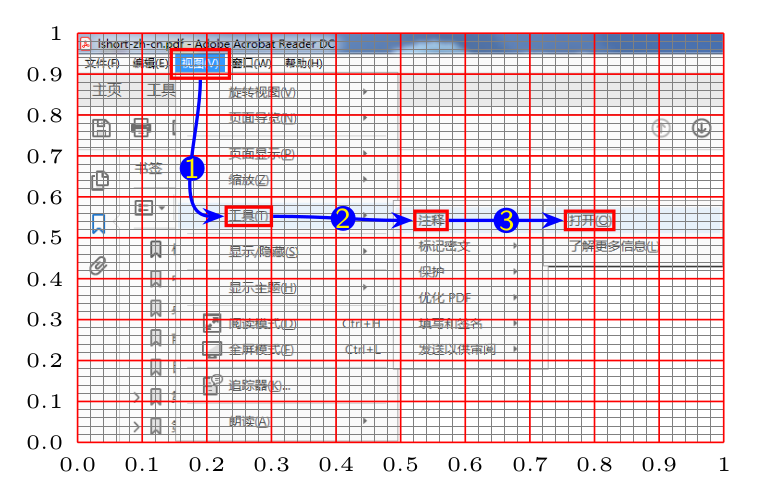 1
lshort-zh-cn.pdf - Adobe Acrobat Reader DC
文件(F) 编辑(E) 视图(V) 窗口(W) 帮助(H)
0.9
主页 工具 旋转视图(V)
0.8
页面导览(N)
0.7
页面显示(P)
1
书签
缩放(Z)
0.6
工具(T) 2 注释 3 打开(O)
0.5
显示/隐藏(S) 标记密文 了解更多信息(L)
0.4
保护
显示主题(H) 优化 PDF
0.3
阅读模式(D) Ctrl+H 填写和签名
0.2
全屏模式(F) Ctrl+L 发送以供审阅
0.1
追踪器(K)...
朗读(A)
0.0
0.0 0.1 0.2 0.3 0.4 0.5 0.6 0.7 0.8 0.9 1